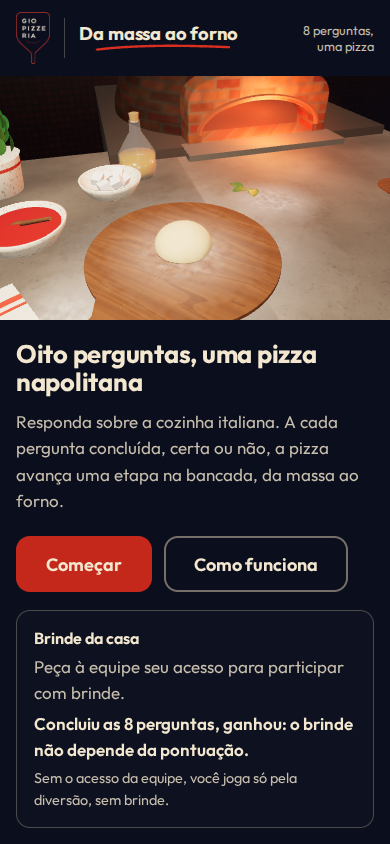 GIO
PIZZE
RIA
Da massa ao forno
8 perguntas,
uma pizza
Oito perguntas, uma pizza
napolitana
Responda sobre a cozinha italiana. A cada
pergunta concluída, certa ou não, a pizza
avança uma etapa na bancada, da massa ao
forno.
Começar
Como funciona
Brinde da casa
Peça à equipe seu acesso para participar
com brinde.
Concluiu as 8 perguntas, ganhou: o brinde
não depende da pontuação.
Sem o acesso da equipe, você joga só pela
diversão, sem brinde.